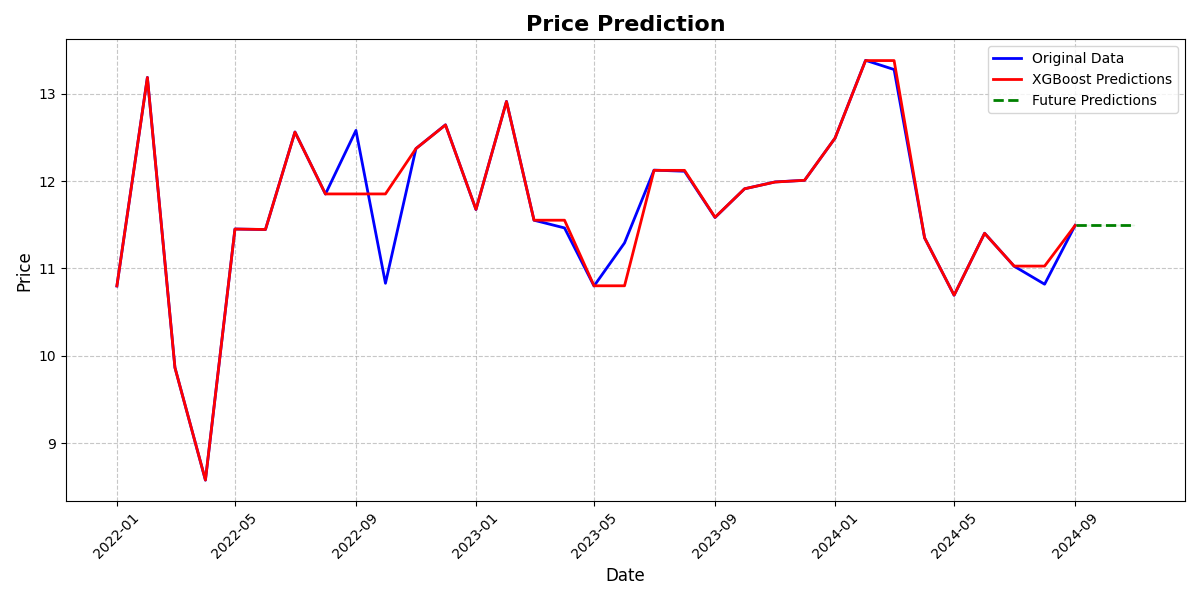 Price Prediction
Original Data
XGBoost Predictions
Future Predictions
Price
13
12
11
10
9
2022-01
2022-05
2022-09
2023-01
2023-05
2023-09
2024-01
2024-05
2024-09
Date